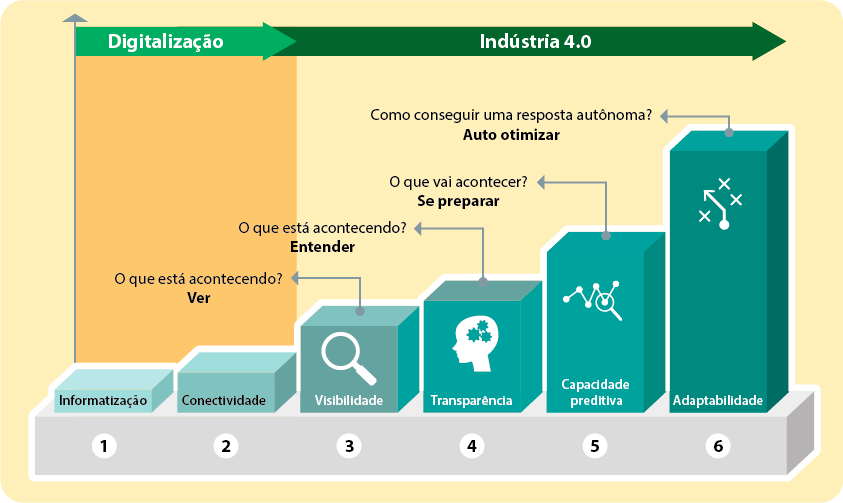 Digitalização
Indústria 4.0
Como conseguir uma resposta autônoma?
Auto otimizar
O que vai acontecer?
Se preparar
O que está acontecendo?
Entender
O que está acontecendo?
Ver
Informatização
Conectividade
Visibilidade
Transparência
Capacidade
preditiva
Adaptabilidade
1
2
3
4
5
6